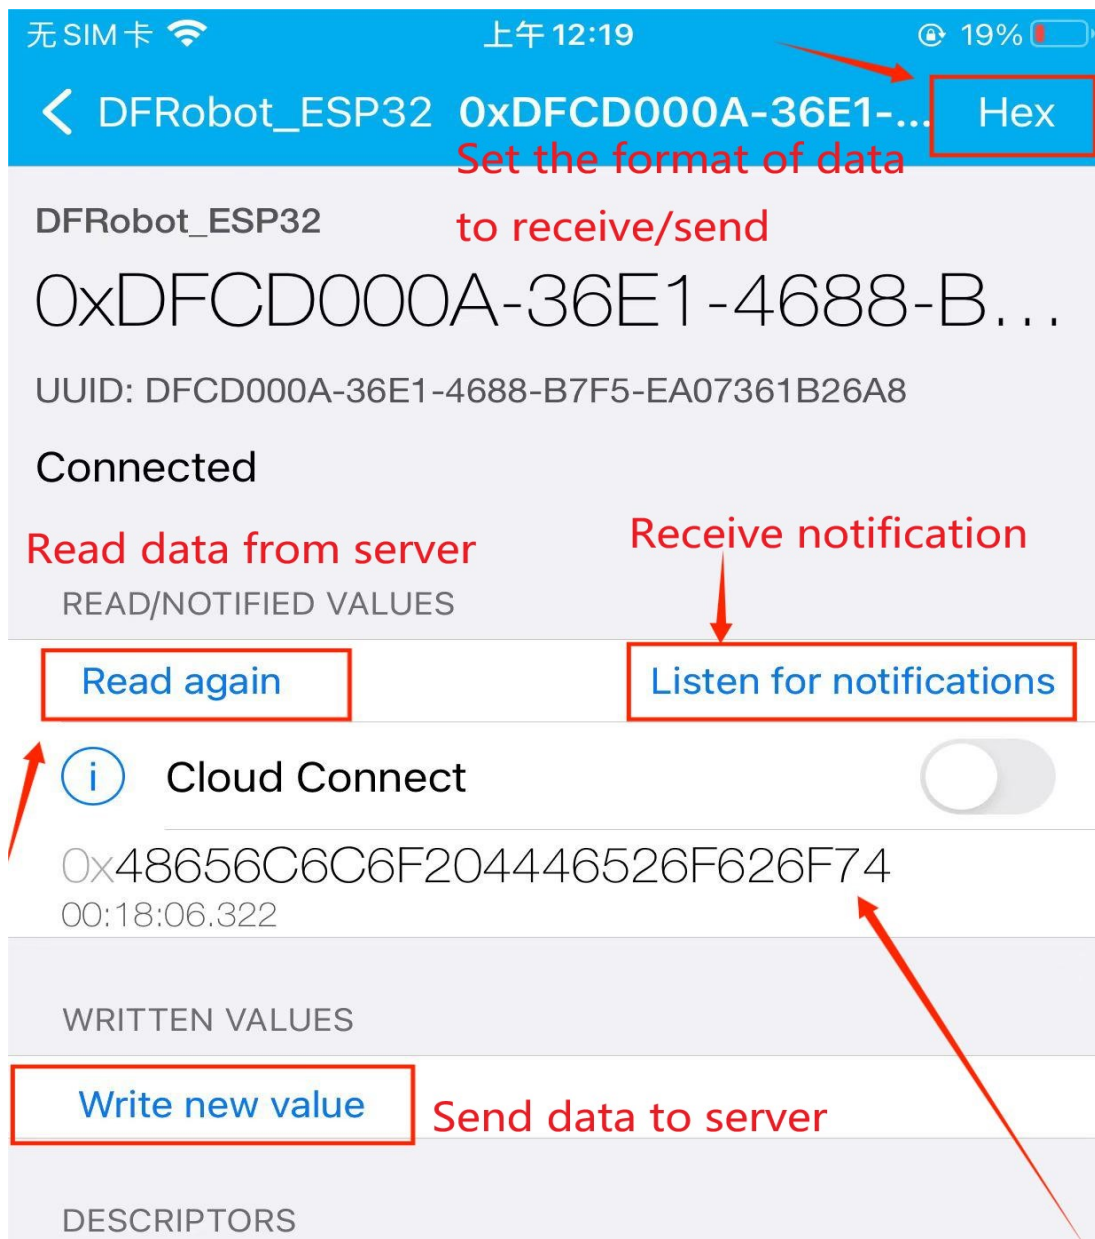 无SIM卡 上午12:19 19%
DFRobot_ESP32 0xDFCD000A-36E1-... Hex
Set the format of data
to receive/send
DFRobot_ESP32
0xDFCD000A-36E1-4688-B...
UUID: DFCD000A-36E1-4688-B7F5-EA07361B26A8
Connected
Read data from server
Receive notification
READ/NOTIFIED VALUES
Read again Listen for notifications
i Cloud Connect
0x48656C6C6F204446526F626F74
00:18:06.322
WRITTEN VALUES
Write new value
Send data to server
DESCRIPTORS